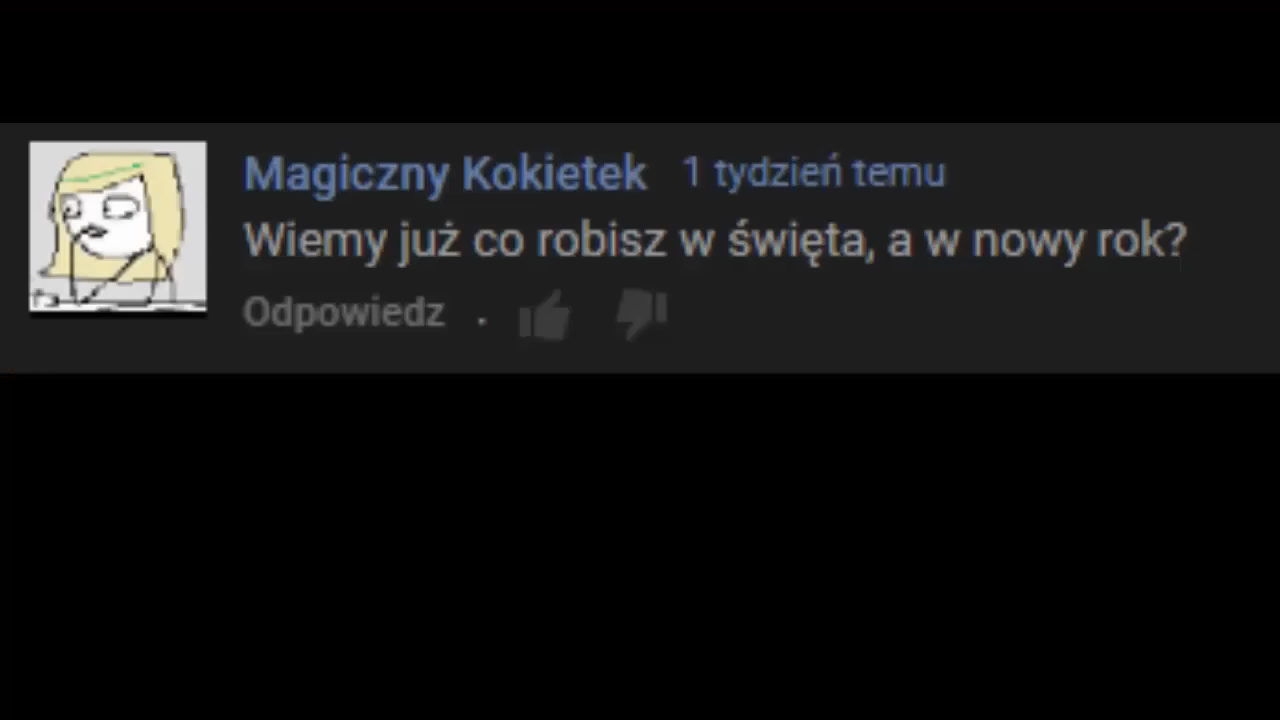 Magiczny Kokietek 1 tydzień temu
Wiemy już co robisz w święta, a w nowy rok?
Odpowiedz .